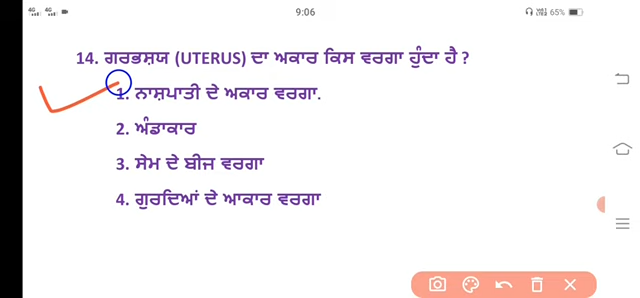 9:06
65%
14. ਗਰਭਸ਼ਯ (UTERUS) ਦਾ ਅਕਾਰ ਕਿਸ ਵਰਗਾ ਹੁੰਦਾ ਹੈ ?
1. ਨਾਸ਼ਪਾਤੀ ਦੇ ਅਕਾਰ ਵਰਗਾ.
2. ਅੰਡਾਕਾਰ
3. ਸੇਮ ਦੇ ਬੀਜ ਵਰਗਾ
4. ਗੁਰਦਿਆਂ ਦੇ ਆਕਾਰ ਵਰਗਾ